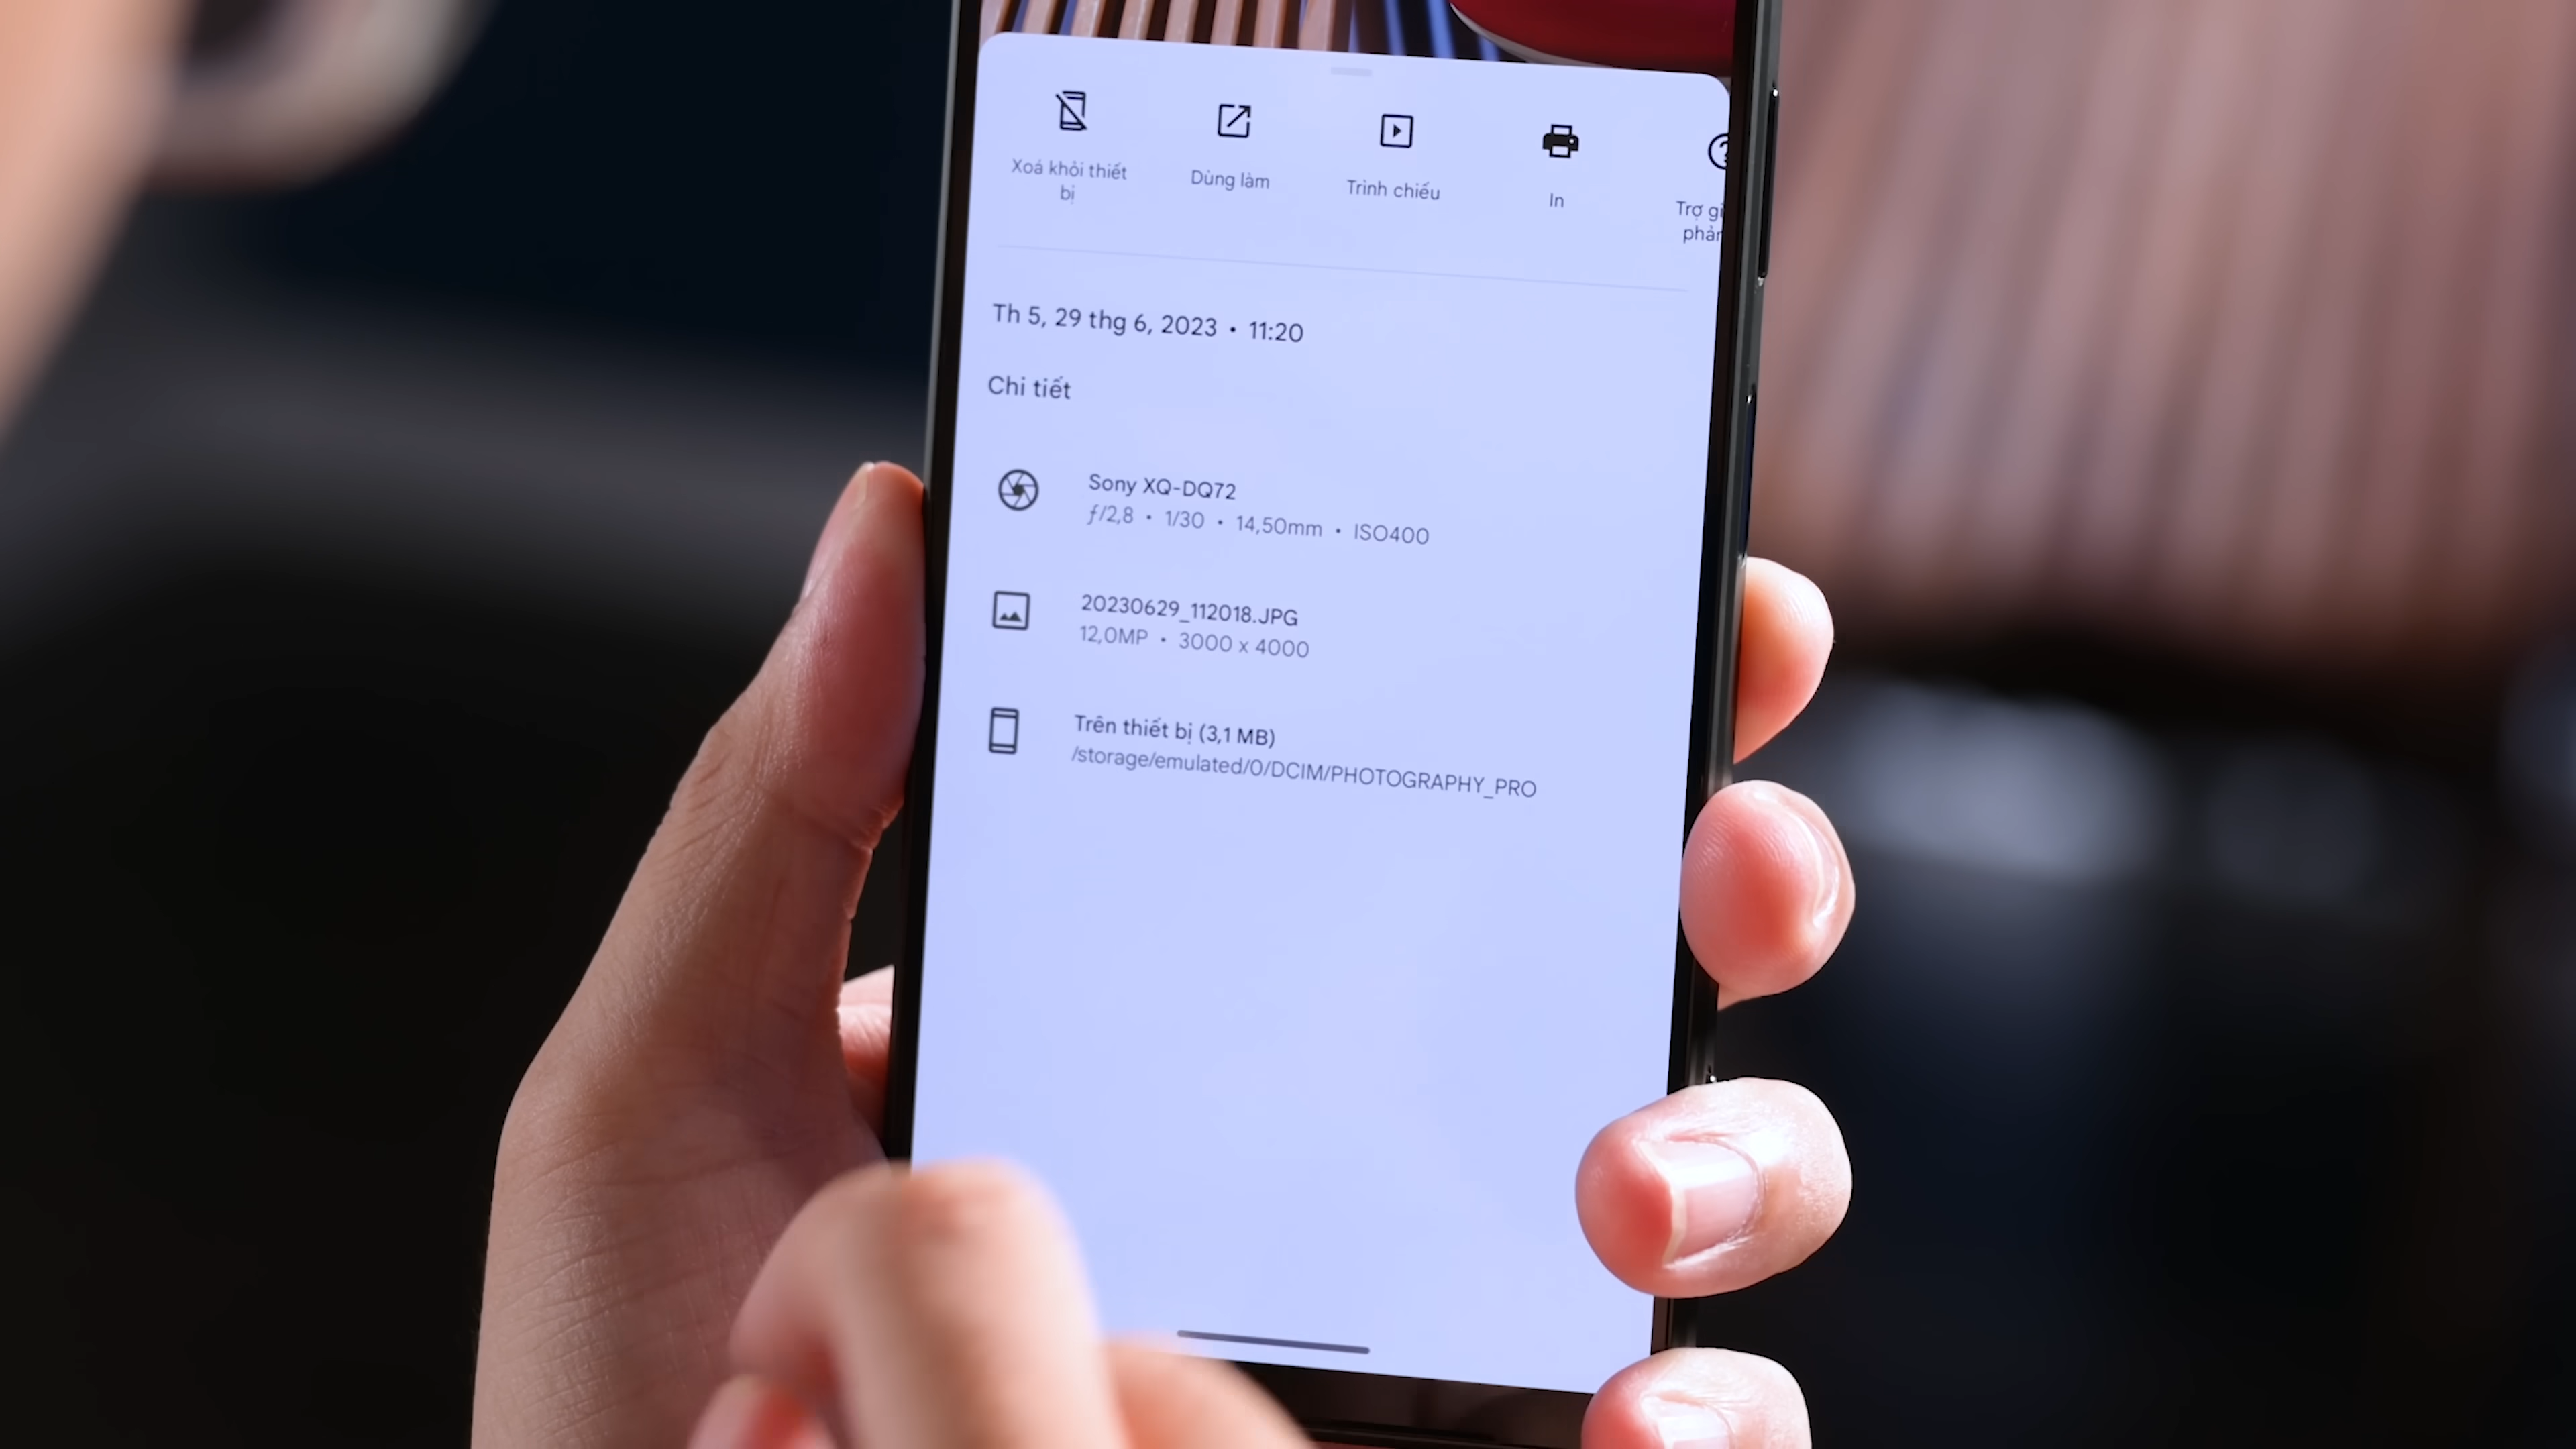 Xoá khỏi thiết
bị
Dùng làm
Trình chiếu
In
Trợ
Th 5, 29 thg 6, 2023 • 11:20
Chi tiết
Sony XQ-DQ72
ƒ/2,8 • 1/30 • 14,50mm • ISO400
20230629_112018.JPG
12,0MP • 3000 x 4000
Trên thiết bị (3,1 MB)
/storage/emulated/0/DCIM/PHOTOGRAPHY_PRO